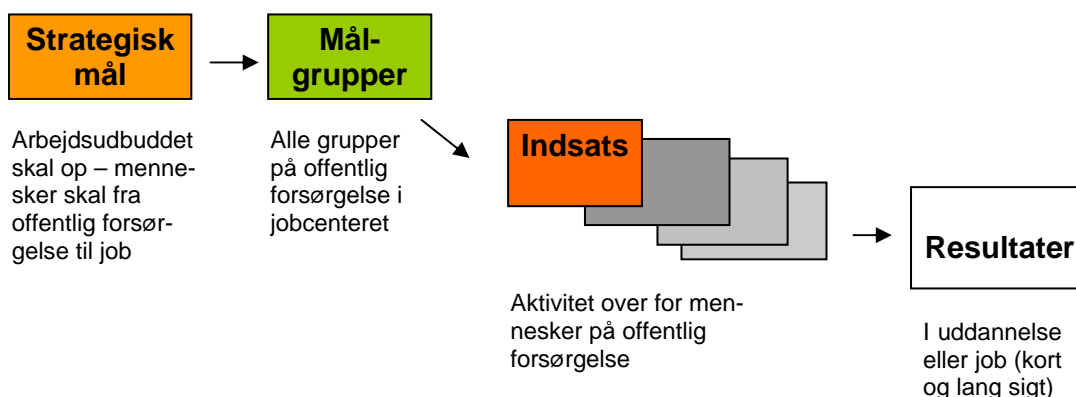 Strategisk
mål
Arbejdsudbuddet
skal op – menne-
sker skal fra
offentlig forsør-
gelse til job
Mål-
grupper
Alle grupper
på offentlig
forsørgelse i
jobcenteret
Indsats
Aktivitet over for men-
nesker på offentlig
forsørgelse
Resultater
I uddannelse
eller job (kort
og lang sigt)